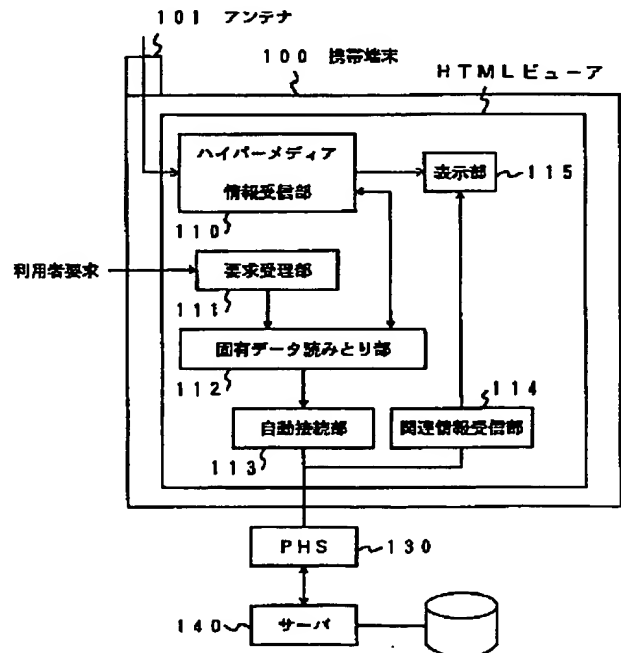 101 アンテナ
100 携帯端末
HTMLビューア
ハイパーメディア
情報受信部
110
表示部
115
利用者要求
要求受理部
111
固有データ読みとり部
112
114
自動接続部
関連情報受信部
113
PHS
130
140
サーバ